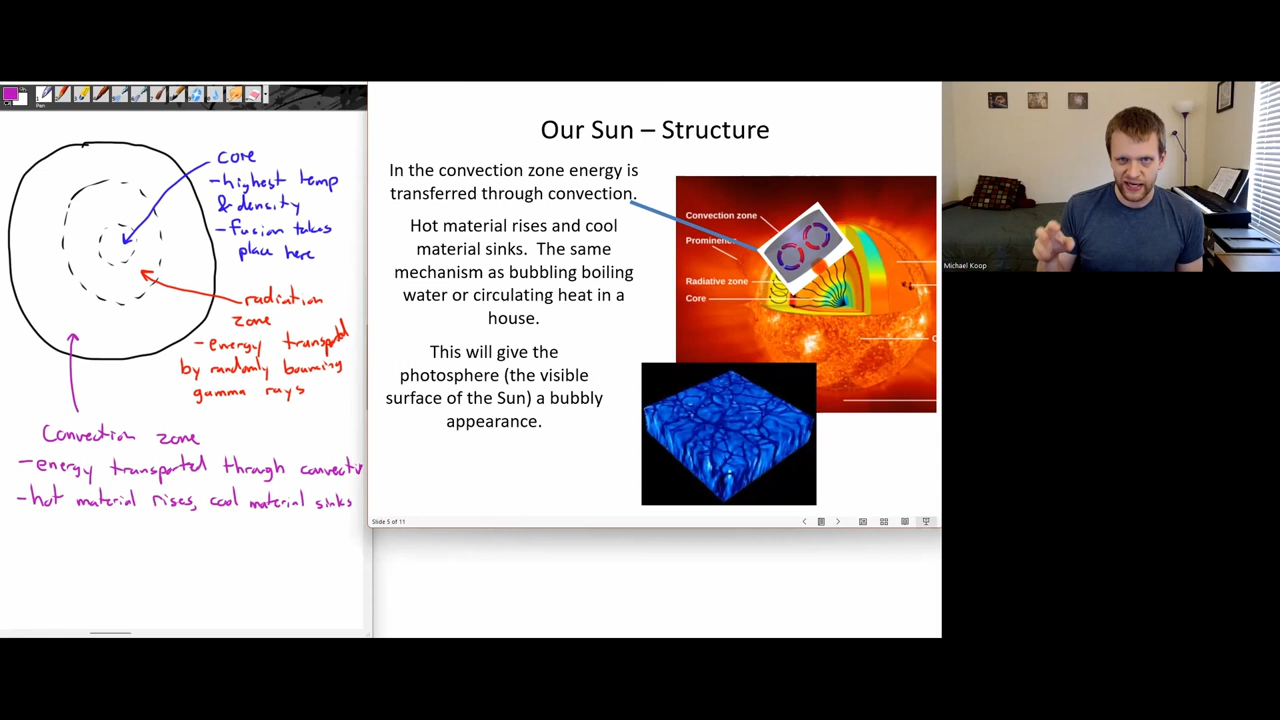 core
-highest temp
& density
-fusion takes
place here
radiation
zone
-energy transported
by randomly bouncing
gamma rays
Convection zone
-energy transported through convectiv
-hot material rises, cool material sinks
Our Sun – Structure
In the convection zone energy is
transferred through convection.
Hot material rises and cool
material sinks.  The same
mechanism as bubbling boiling
water or circulating heat in a
house.
This will give the
photosphere (the visible
surface of the Sun) a bubbly
appearance.
Convection zone
Prominence
Radiative zone
Core
C
Slide 5 of 11
Michael Koop